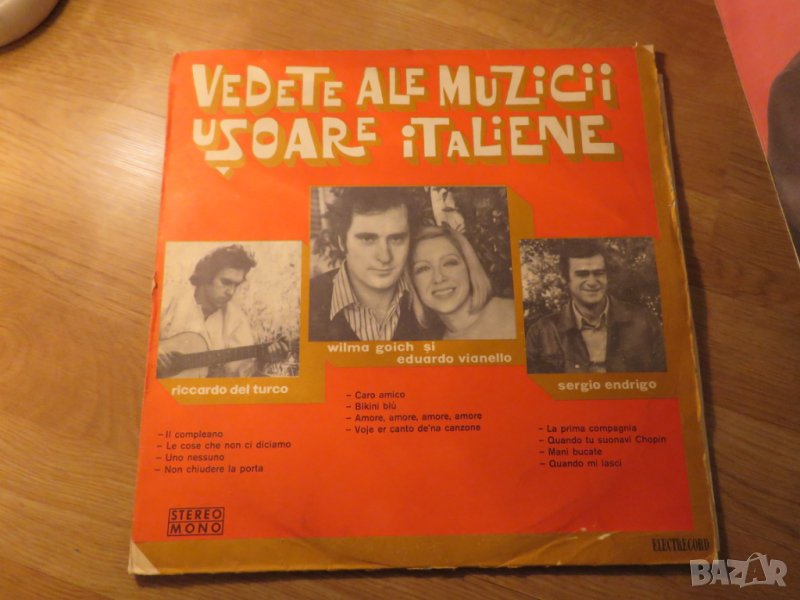 VEDETE ALE MUZICII
UȘOARE ITALIENE
riccardo del turco
wilma goich și
eduardo vianello
sergio endrigo
- Il compleano
- Le cose che non ci diciamo
- Uno nessuno
- Non chiudere la porta
- Caro amico
- Bikini blù
- Amore, amore, amore, amore
- Voje er canto de'na canzone
- La prima compagnia
- Quando tu suonavi Chopin
- Mani bucate
- Quando mi lasci
STEREO
MONO
ELECTRECORD
BAZAR